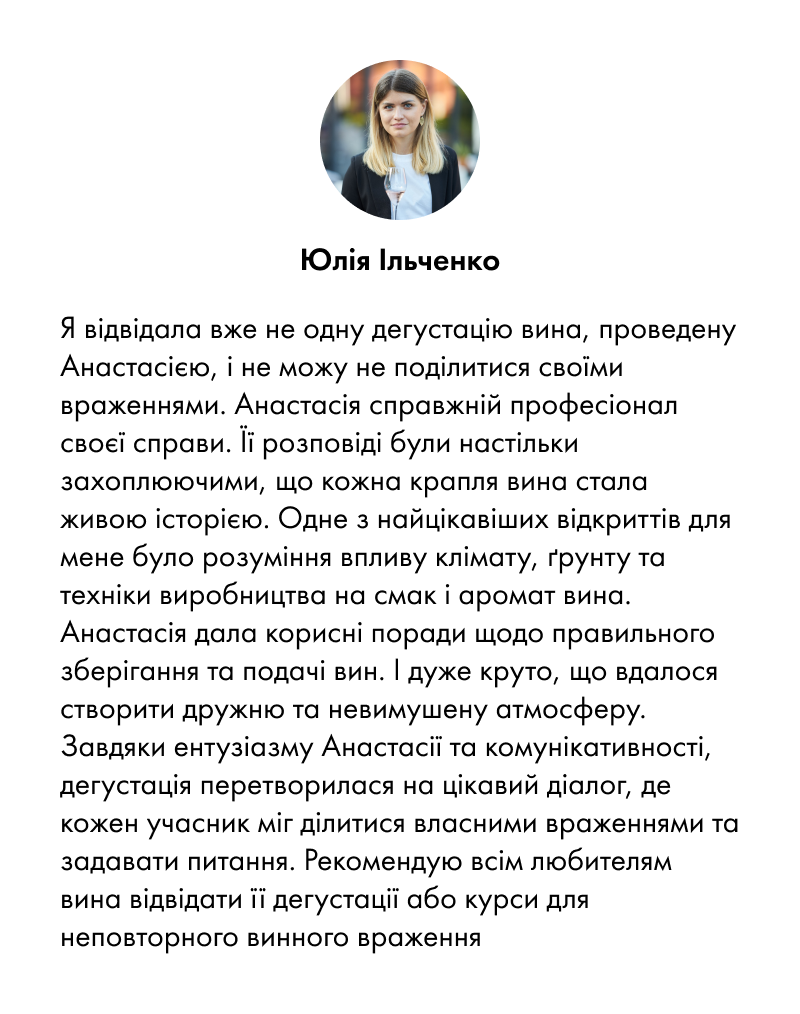 Юлія Ільченко
Я відвідала вже не одну дегустацію вина, проведену
Анастасією, і не можу не поділитися своїми
враженнями. Анастасія справжній професіонал
своєї справи. Її розповіді були настільки
захоплюючими, що кожна крапля вина стала
живою історією. Одне з найцікавіших відкриттів для
мене було розуміння впливу клімату, ґрунту та
техніки виробництва на смак і аромат вина.
Анастасія дала корисні поради щодо правильного
зберігання та подачі вин. І дуже круто, що вдалося
створити дружню та невимушену атмосферу.
Завдяки ентузіазму Анастасії та комунікативності,
дегустація перетворилася на цікавий діалог, де
кожен учасник міг ділитися власними враженнями та
задавати питання. Рекомендую всім любителям
вина відвідати її дегустації або курси для
неповторного винного враження